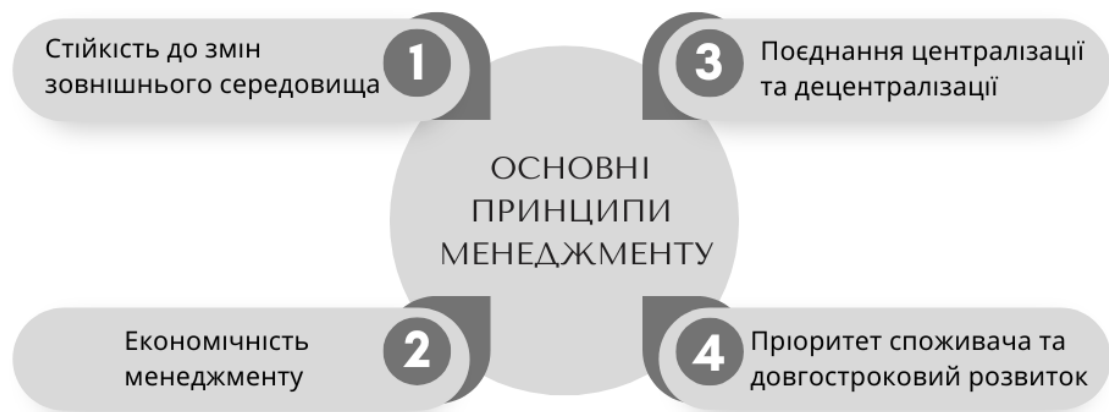 Стійкість до змін
зовнішнього середовища
1
3
Поєднання централізації
та децентралізації
ОСНОВНІ
ПРИНЦИПИ
МЕНЕДЖМЕНТУ
Економічність
менеджменту
2
4
Пріоритет споживача та
довгостроковий розвиток